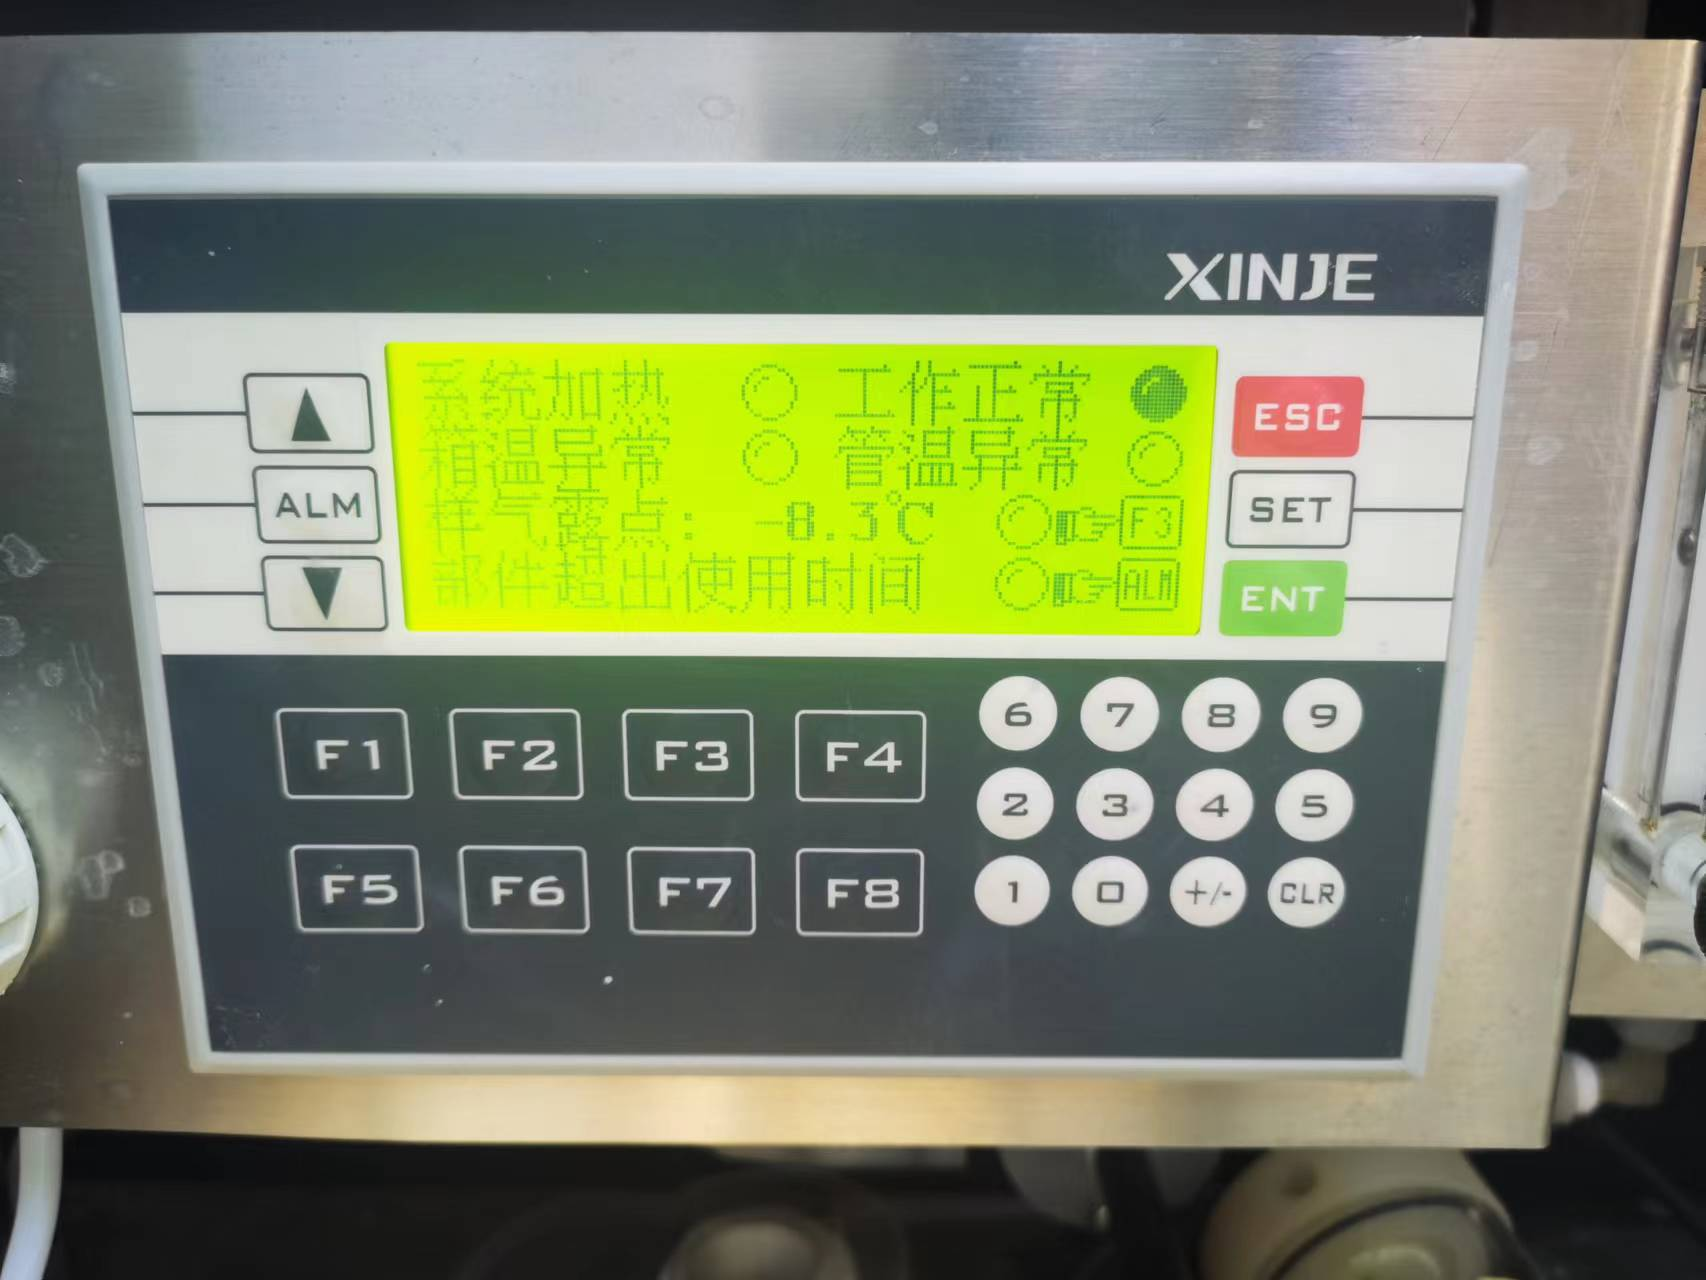 XINJE
系统加热 工作正常
箱温异常 管温异常
样气露点: -8.3℃ F3
部件超出使用时间 ALM
ALM
ESC
SET
ENT
F1 F2 F3 F4
F5 F6 F7 F8
6 7 8 9
2 3 4 5
1 0 +/- CLR